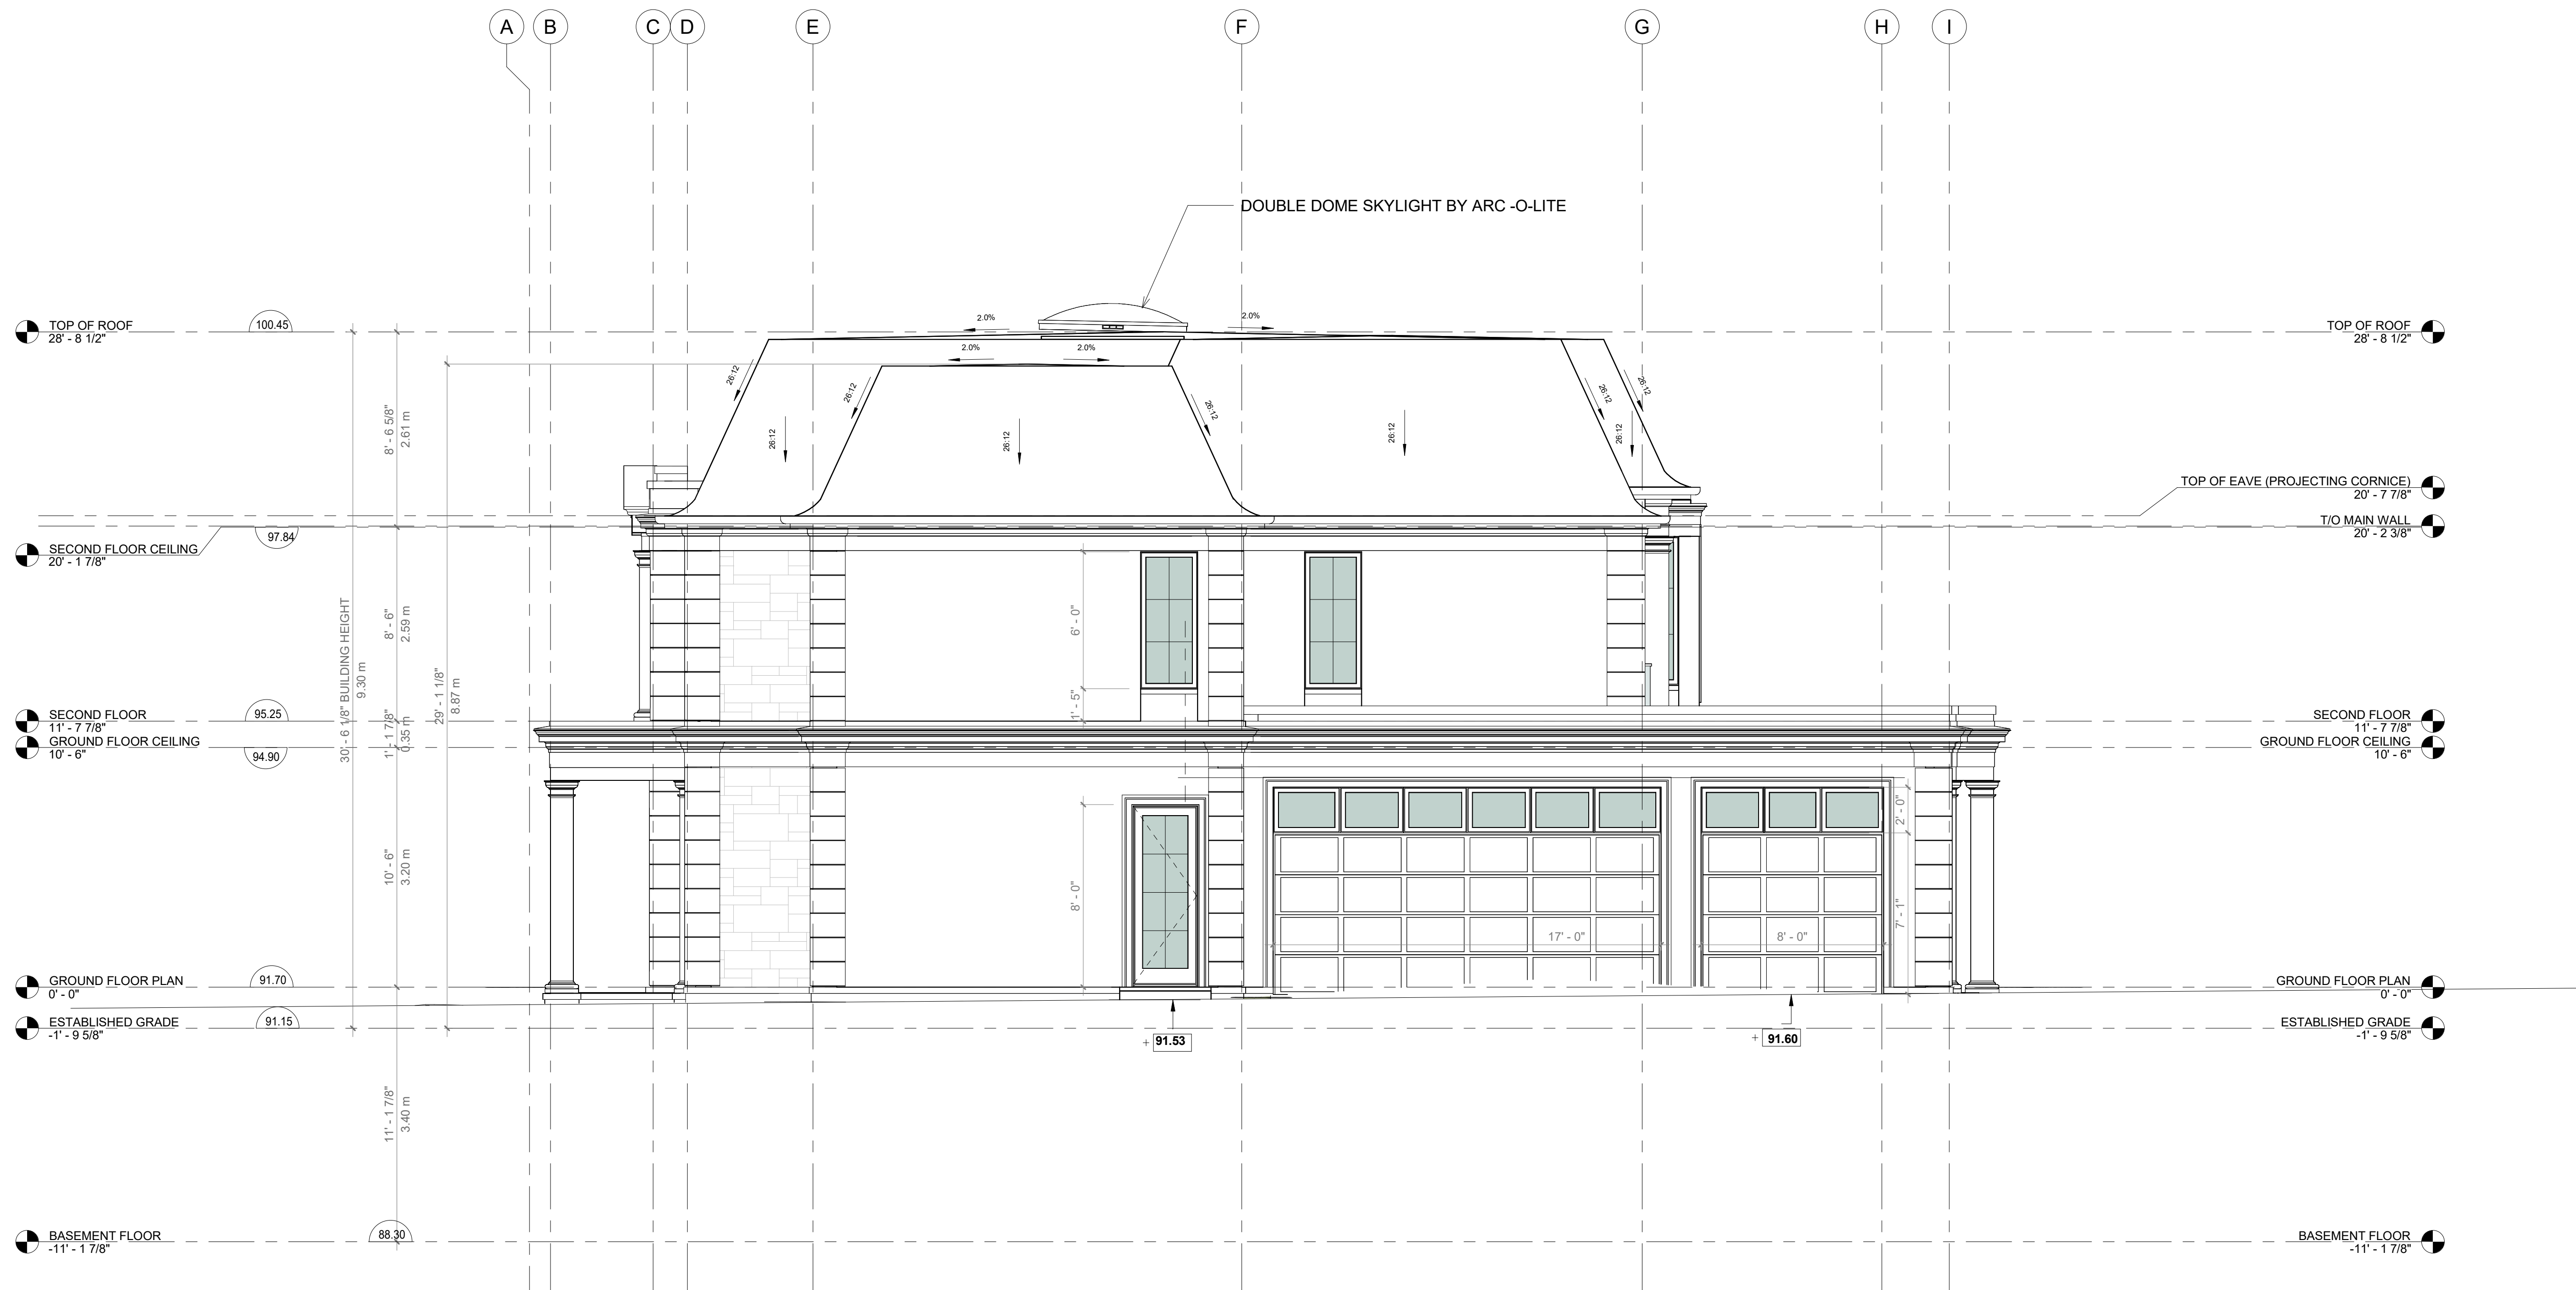 A
B
C
D
E
F
G
H
I
DOUBLE DOME SKYLIGHT BY ARC -O-LITE
TOP OF ROOF
28' - 8 1/2"
100.45
2.0%
2.0%
TOP OF ROOF
28' - 8 1/2"
2.0%
2.0%
26:12
26:12
26:12
26:12
26:12
26:12
26:12
26:12
26:12
8' - 6 5/8"
2.61 m
TOP OF EAVE (PROJECTING CORNICE)
20' - 7 7/8"
T/O MAIN WALL
20' - 2 3/8"
97.84
SECOND FLOOR CEILING
20' - 1 7/8"
30' - 6 1/8" BUILDING HEIGHT
9.30 m
8' - 6"
2.59 m
29' - 1 1/8"
8.87 m
6' - 0"
1' - 5"
SECOND FLOOR
11' - 7 7/8"
95.25
SECOND FLOOR
11' - 7 7/8"
1' - 1 7/8"
0.35 m
GROUND FLOOR CEILING
10' - 6"
94.90
GROUND FLOOR CEILING
10' - 6"
10' - 6"
3.20 m
8' - 0"
2' - 0"
7' - 1"
17' - 0"
8' - 0"
GROUND FLOOR PLAN
0' - 0"
91.70
GROUND FLOOR PLAN
0' - 0"
ESTABLISHED GRADE
-1' - 9 5/8"
91.15
ESTABLISHED GRADE
-1' - 9 5/8"
+ 91.53
+ 91.60
11' - 1 7/8"
3.40 m
BASEMENT FLOOR
-11' - 1 7/8"
88.30
BASEMENT FLOOR
-11' - 1 7/8"